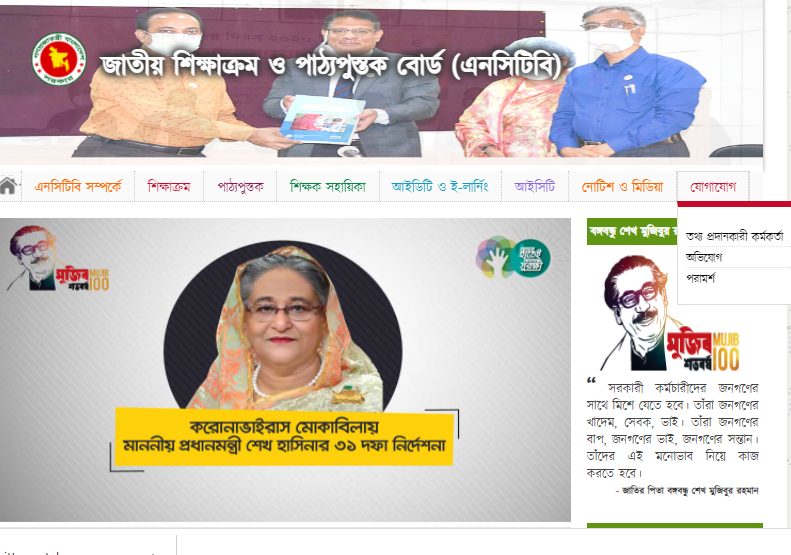 জাতীয় শিক্ষাক্রম ও পাঠ্যপুস্তক বোর্ড (এনসিটিবি)
এনসিটিবি সম্পর্কে
শিক্ষাক্রম
পাঠ্যপুস্তক
শিক্ষক সহায়িকা
আইডিটি ও ই-লার্নিং
আইসিটি
নোটিশ ও মিডিয়া
যোগাযোগ
তথ্য প্রদানকারী কর্মকর্তা
অভিযোগ
পরামর্শ
মুজিব MUJIB
শতবর্ষ 100
করোনাভাইরাস মোকাবিলায়
মাননীয় প্রধানমন্ত্রী শেখ হাসিনার ৩১ দফা নির্দেশনা
বঙ্গবন্ধু শেখ মুজিবুর
মুজিব MUJIB
শতবর্ষ 100
“ সরকারী কর্মচারীদের জনগণের
সাথে মিশে যেতে হবে। তাঁরা জনগণের
খাদেম, সেবক, ভাই। তাঁরা জনগণের
বাপ, জনগণের ভাই, জনগণের সন্তান।
তাঁদের এই মনোভাব নিয়ে কাজ
করতে হবে।
- জাতির পিতা বঙ্গবন্ধু শেখ মুজিবুর রহমান